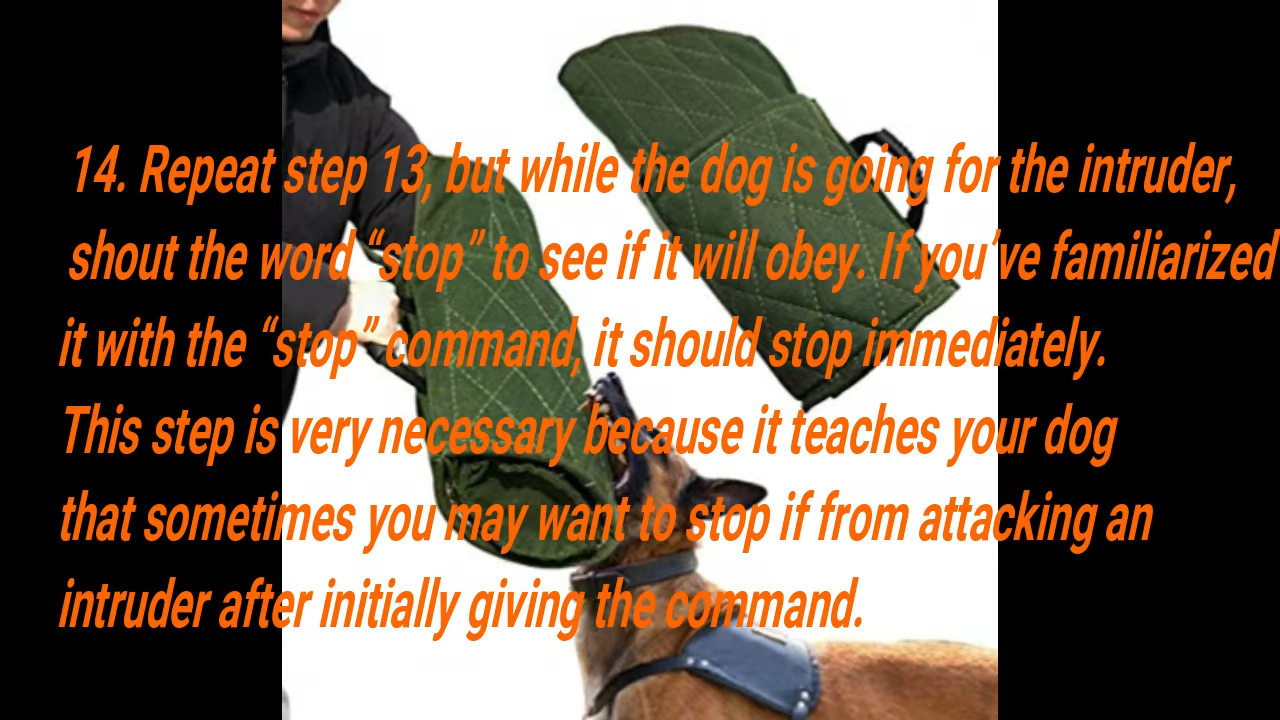 14. Repeat step 13, but while the dog is going for the intruder,
shout the word “stop” to see if it will obey. If you’ve familiarized
it with the “stop” command, it should stop immediately.
This step is very necessary because it teaches your dog
that sometimes you may want to stop if from attacking an
intruder after initially giving the command.